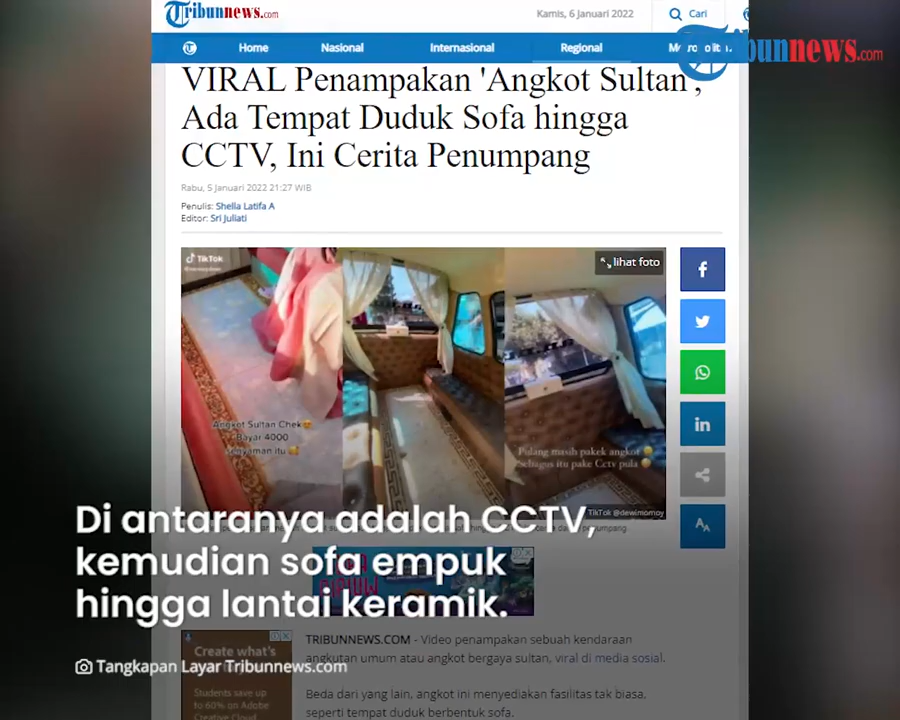 Tribunnews.com
Kamis, 6 Januari 2022
Cari
Home
Nasional
Internasional
Regional
Tribunnews.com
VIRAL Penampakan 'Angkot Sultan',
Ada Tempat Duduk Sofa hingga
CCTV, Ini Cerita Penumpang
Rabu, 5 Januari 2022 21:27 WIB
Penulis: Shella Latifa A
Editor: Sri Juliati
TikTok
lihat foto
Angkot Sultan Chek
Bayar 4000
senyaman itu
Pulang masih pakek angkot
Sebagus itu pake Cctv pula
TikTok @dewimomoy
penumpang
Di antaranya adalah CCTV,
kemudian sofa empuk
hingga lantai keramik.
Tangkapan Layar Tribunnews.com
Create what's
Students save up
to 60% on Adobe
Creative Cloud
TRIBUNNEWS.COM - Video penampakan sebuah kendaraan
angkutan umum atau angkot bergaya sultan, viral di media sosial.
Beda dari yang lain, angkot ini menyediakan fasilitas tak biasa,
seperti tempat duduk berbentuk sofa.